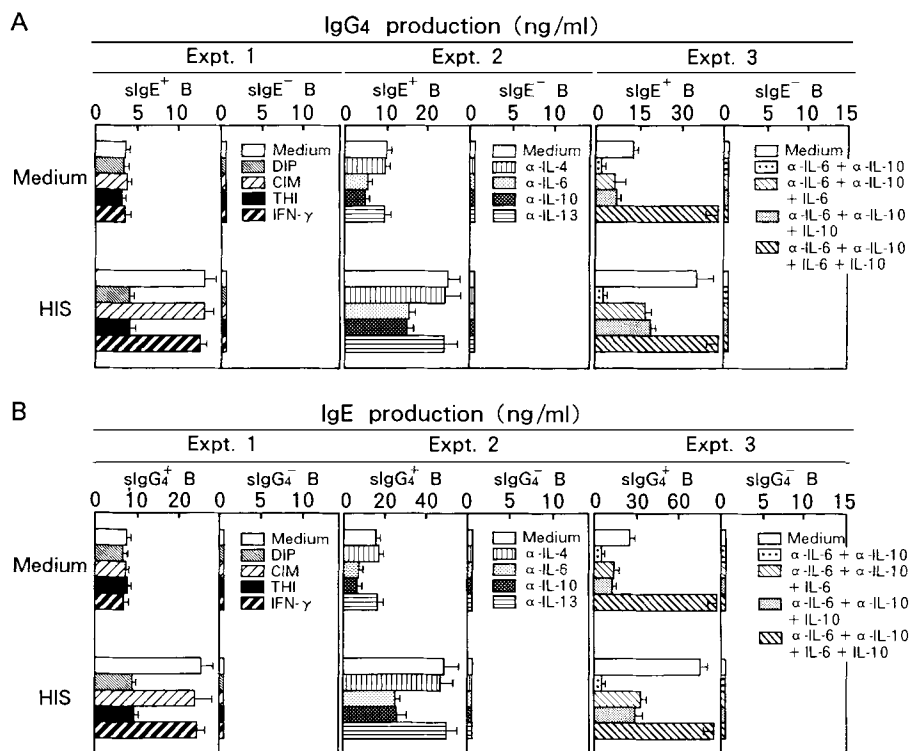 A
IgG4 production (ng/ml)
Expt. 1 Expt. 2 Expt. 3
sIgE+ B sIgE− B sIgE+ B sIgE− B sIgE+ B sIgE− B
0 5 10 0 5 10 0 10 20 0 5 10 0 15 30 0 5 10 15
Medium
Medium
DIP
CIM
THI
IFN-γ
Medium
α-IL-4
α-IL-6
α-IL-10
α-IL-13
Medium
α-IL-6 + α-IL-10
α-IL-6 + α-IL-10
+ IL-6
α-IL-6 + α-IL-10
+ IL-10
α-IL-6 + α-IL-10
+ IL-6 + IL-10
HIS
B
IgE production (ng/ml)
Expt. 1 Expt. 2 Expt. 3
sIgG4+ B sIgG4− B sIgG4+ B sIgG4− B sIgG4+ B sIgG4− B
0 10 20 0 5 10 0 20 40 0 5 10 0 30 60 0 5 10 15
Medium
Medium
DIP
CIM
THI
IFN-γ
Medium
α-IL-4
α-IL-6
α-IL-10
α-IL-13
Medium
α-IL-6 + α-IL-10
α-IL-6 + α-IL-10
+ IL-6
α-IL-6 + α-IL-10
+ IL-10
α-IL-6 + α-IL-10
+ IL-6 + IL-10
HIS